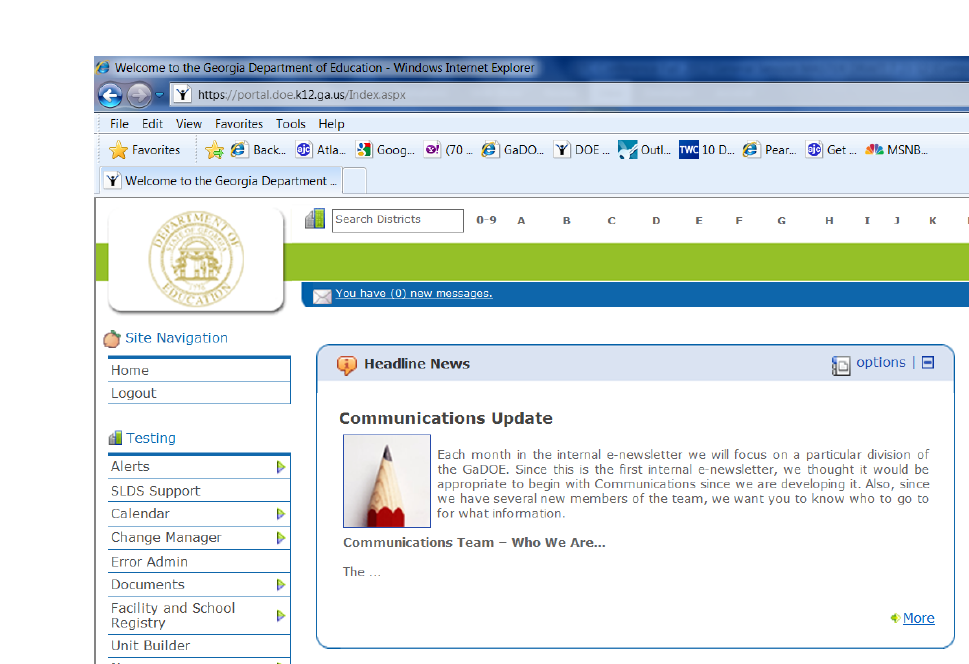 Welcome to the Georgia Department of Education - Windows Internet Explorer
https://portal.doe.k12.ga.us/Index.aspx
File Edit View Favorites Tools Help
Favorites Back... Atla... Goog... (70 ... GaDO... DOE ... Outl... TWC 10 D... Pear... ajc Get ... MSNB...
Welcome to the Georgia Department ...
Search Districts 0-9 A B C D E F G H I J K
DEPARTMENT OF
STATE OF GEORGIA
EDUCATION
You have (0) new messages.
Site Navigation
Home
Logout
Testing
Alerts
SLDS Support
Calendar
Change Manager
Error Admin
Documents
Facility and School
Registry
Unit Builder
Headline News options |
Communications Update
Each month in the internal e-newsletter we will focus on a particular division of
the GaDOE. Since this is the first internal e-newsletter, we thought it would be
appropriate to begin with Communications since we are developing it. Also, since
we have several new members of the team, we want you to know who to go to
for what information.
Communications Team – Who We Are...
The ...
More